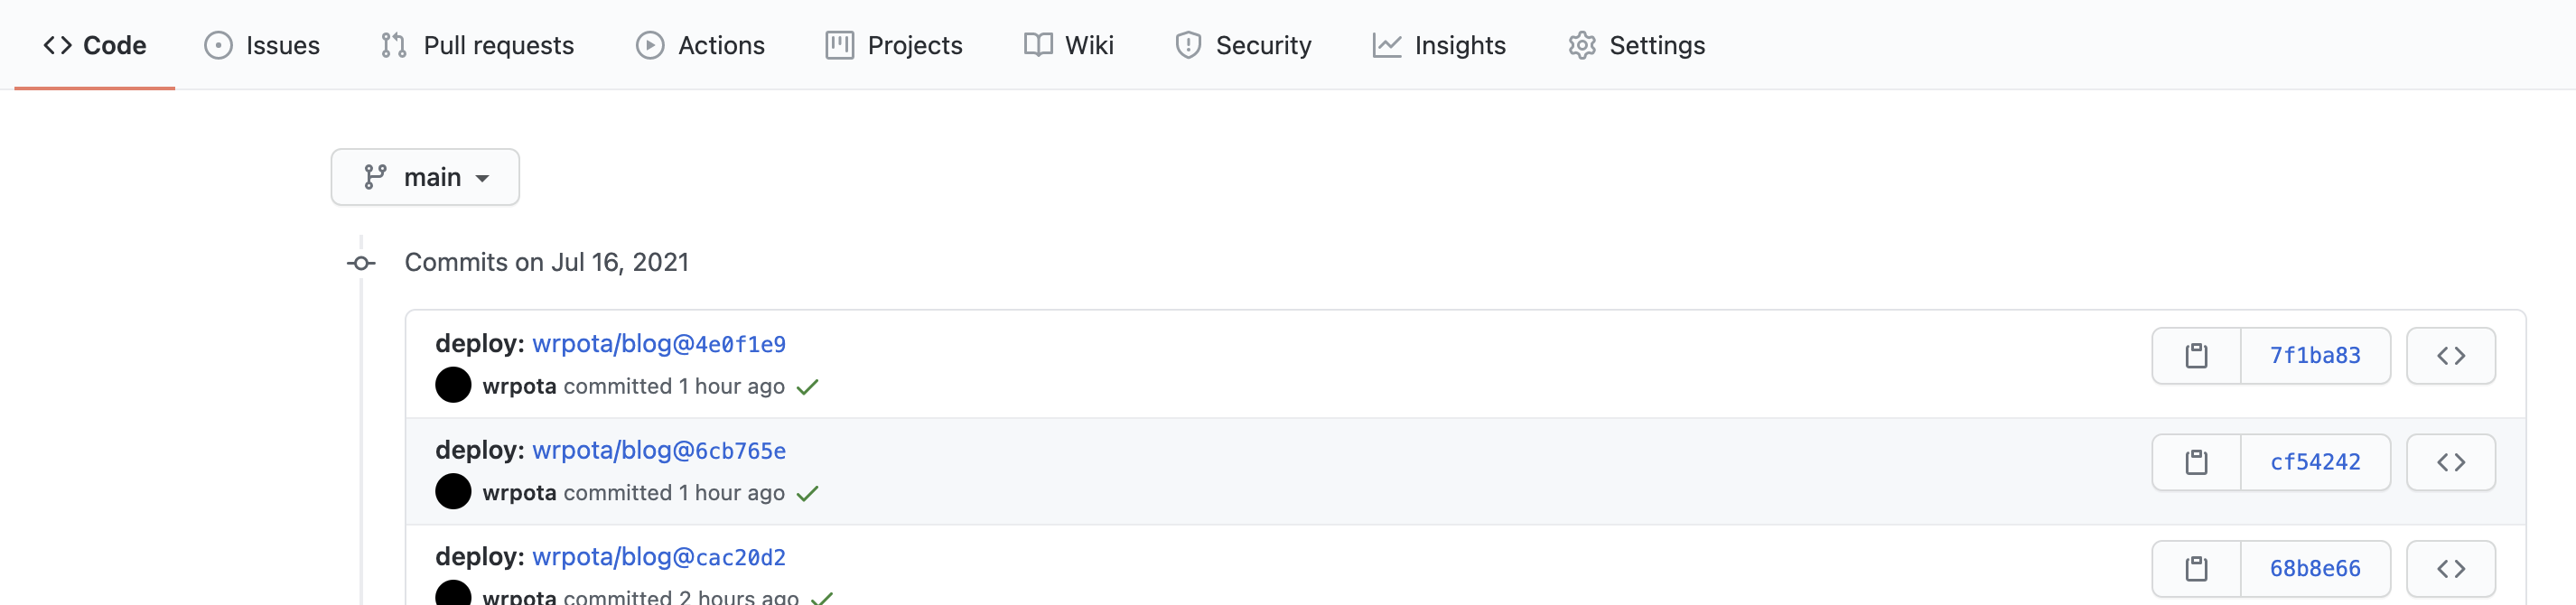 Code Issues Pull requests Actions Projects Wiki Security Insights Settings
main
Commits on Jul 16, 2021
deploy: wrpota/blog@4e0f1e9
wrpota committed 1 hour ago
7f1ba83
deploy: wrpota/blog@6cb765e
wrpota committed 1 hour ago
cf54242
deploy: wrpota/blog@cac20d2
wrpota committed 2 hours ago
68b8e66